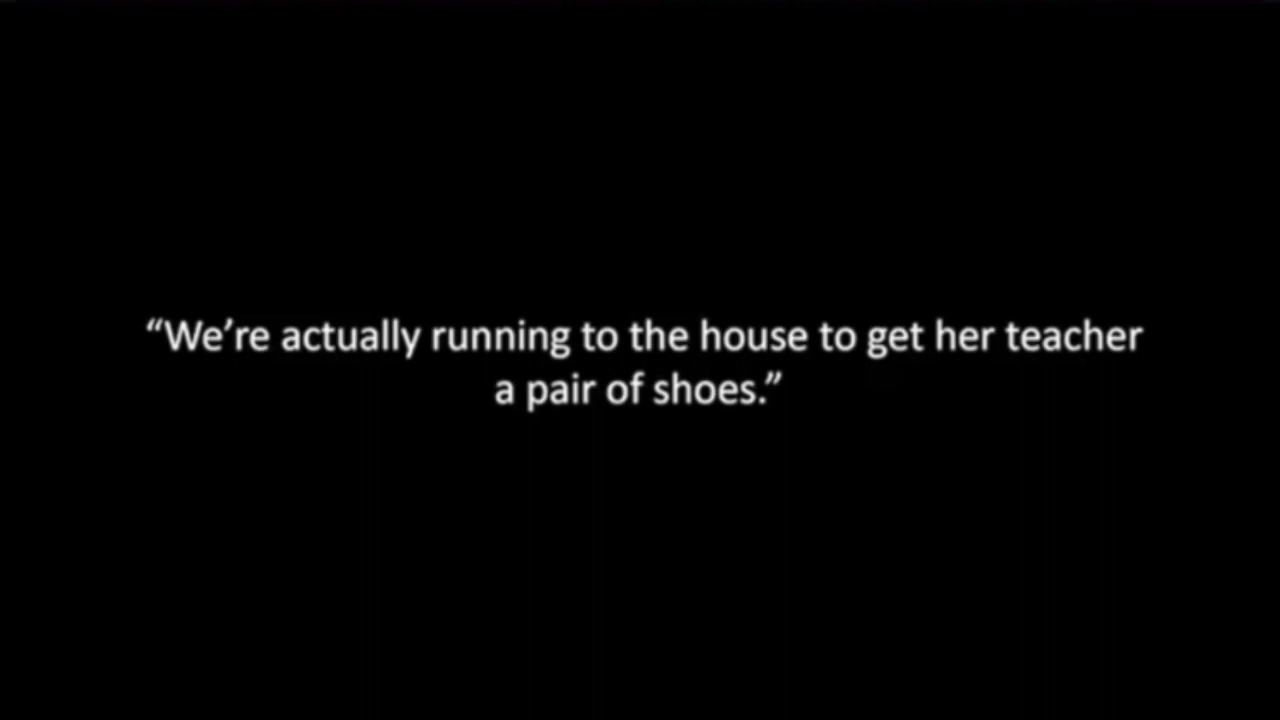 “We’re actually running to the house to get her teacher
a pair of shoes.”